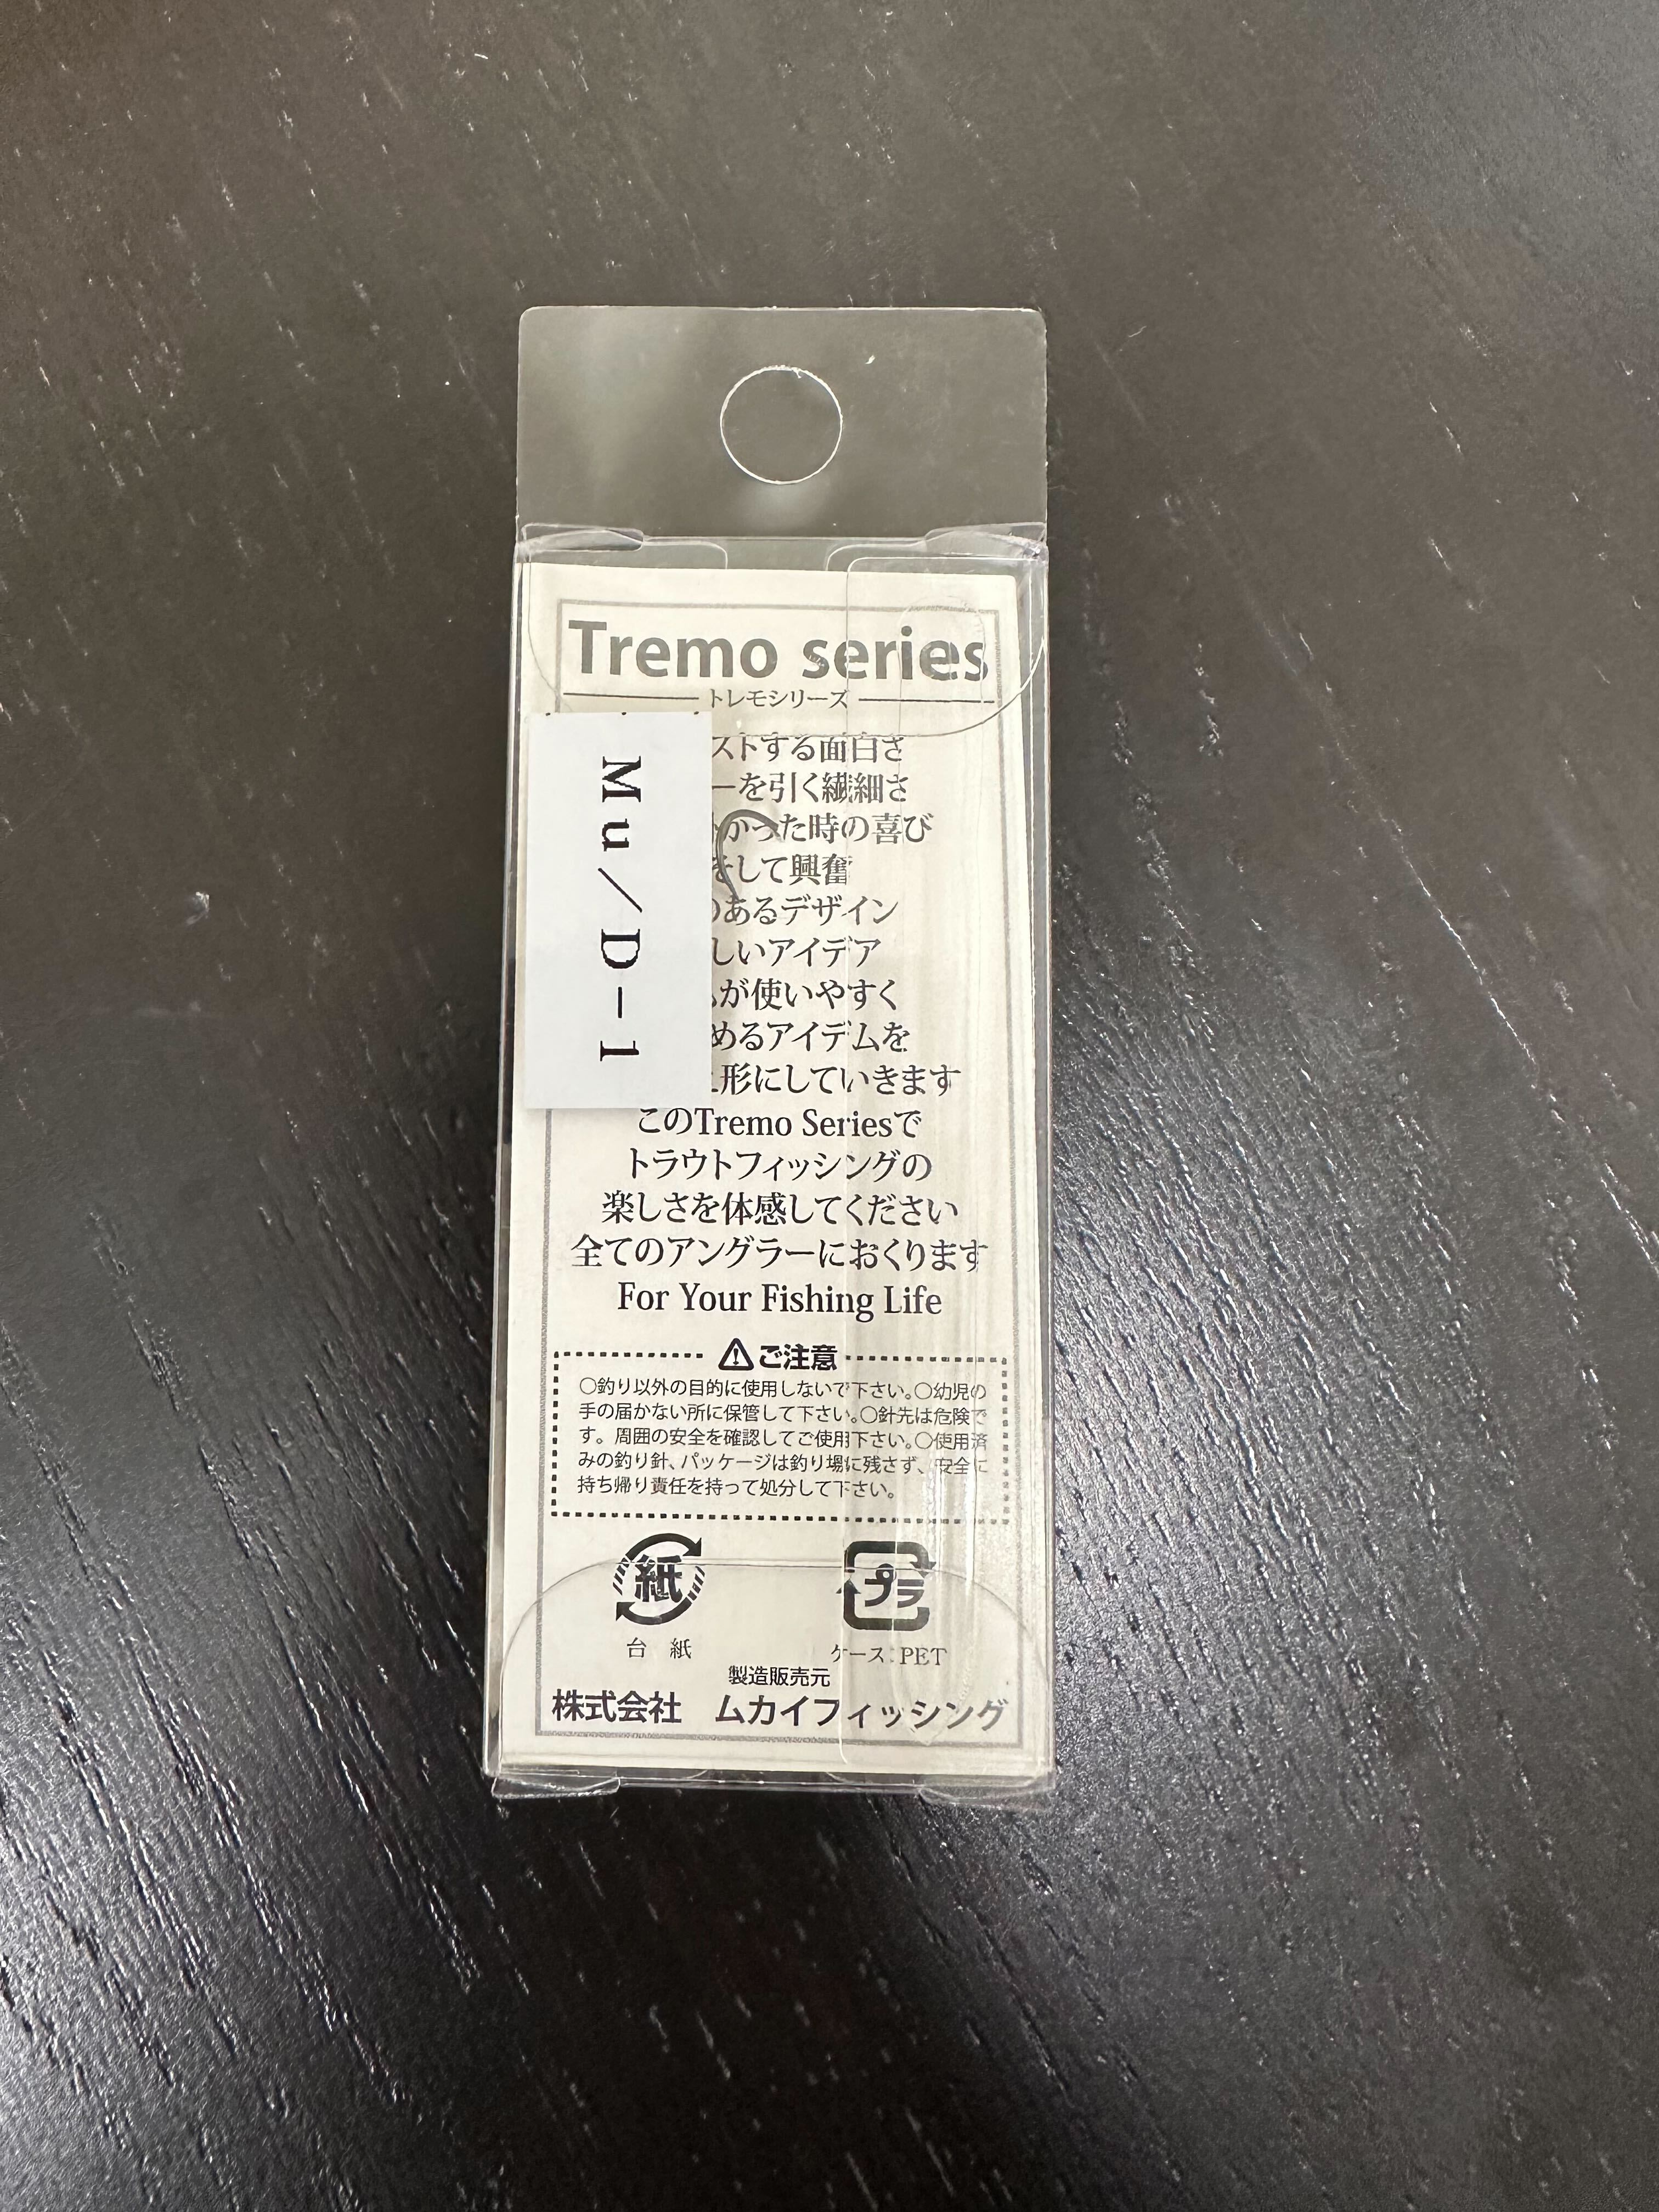 Tremo series
トレモシリーズ
Mu/D-1
ストする面白さ
ーを引く繊細さ
かかった時の喜び
そして興奮
のあるデザイン
しいアイデア
が使いやすく
めるアイテムを
形にしていきます
このTremo Seriesで
トラウトフィッシングの
楽しさを体感してください
全てのアングラーにおくります
For Your Fishing Life
ご注意
○釣り以外の目的に使用しないで下さい。○幼児の
手の届かない所に保管して下さい。○針先は危険で
す。周囲の安全を確認してご使用下さい。○使用済
みの釣り針、パッケージは釣り場に残さず、安全に
持ち帰り責任を持って処分して下さい。
紙
プラ
台 紙
ケース:PET
製造販売元
株式会社 ムカイフィッシング